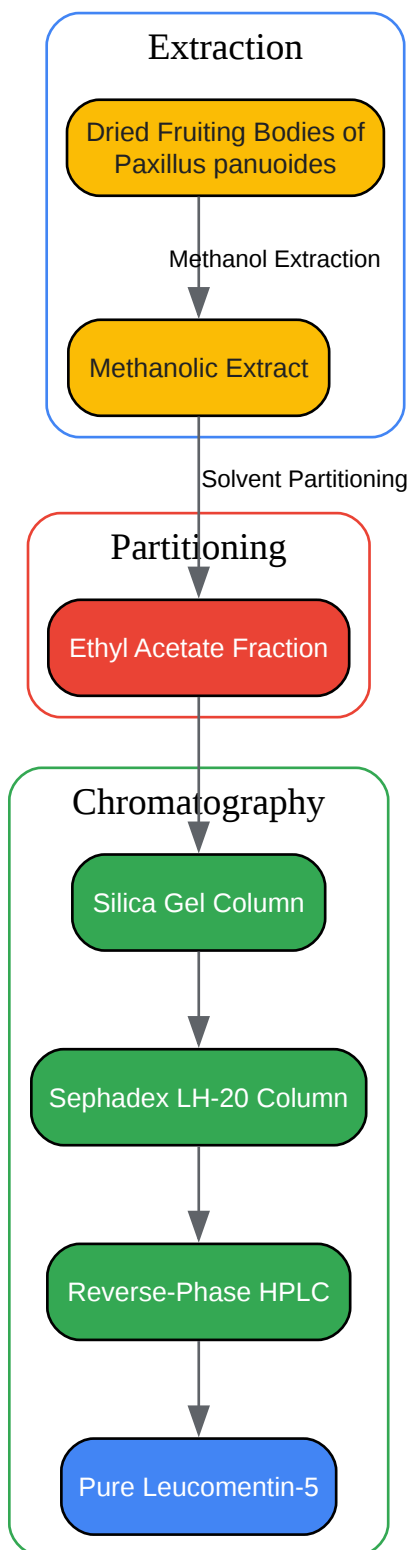 Extraction
Dried Fruiting Bodies of
Paxillus panuoides
Methanol Extraction
Methanolic Extract
Solvent Partitioning
Partitioning
Ethyl Acetate Fraction
Chromatography
Silica Gel Column
Sephadex LH-20 Column
Reverse-Phase HPLC
Pure Leucomentin-5